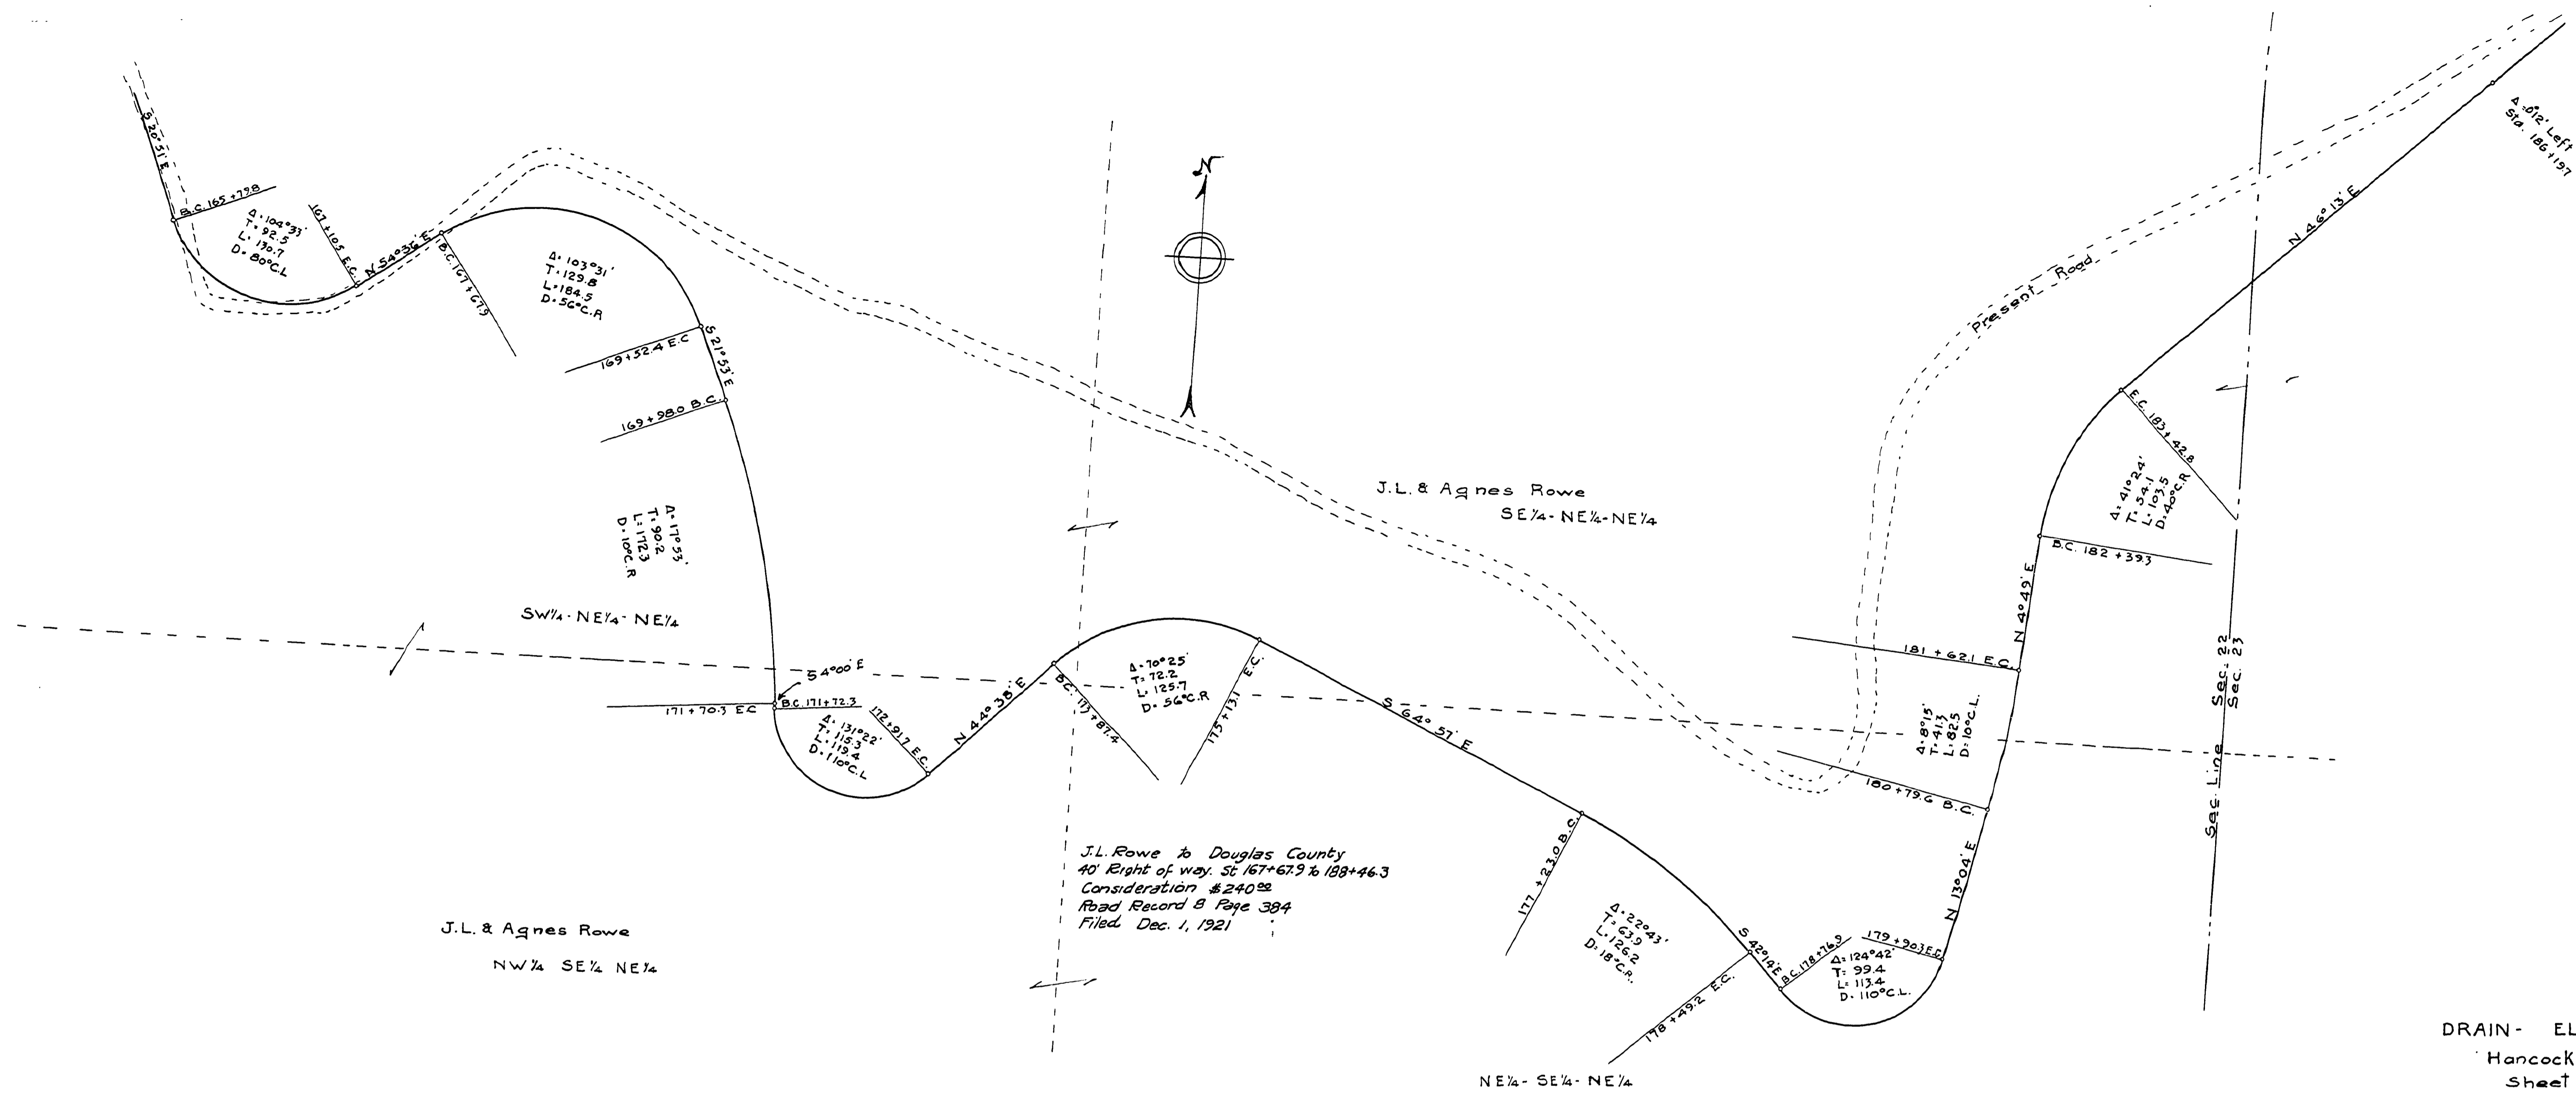 S 20° 51' E
B.C. 165 + 79.8
Δ = 104° 33'
T = 92.5
L = 130.7
D = 80° C.L
167 + 10.5 E.C.
N 54° 36' E
B.C. 167 + 67.9
Δ = 103° 31'
T = 129.8
L = 184.5
D = 56° C.R
169 + 52.4 E.C
S 21° 53' E
169 + 98.0 B.C.
Δ = 17° 53'
T = 90.2
L = 172.3
D = 10° C.R
SW¼ - NE¼ - NE¼
S 4° 00' E
171 + 70.3 EC
B.C. 171 + 72.3
Δ = 131° 22'
T = 115.3
L = 119.4
D = 110° C.L
172 + 91.7 E.C.
N 44° 38' E
B.C. 173 + 87.4
Δ = 70° 25'
T = 72.2
L = 125.7
D = 56° C.R
175 + 13.1 E.C.
S 64° 57' E
N
J.L. & Agnes Rowe
SE¼ - NE¼ - NE¼
J.L. Rowe to Douglas County
40' Right of way. St 167+67.9 to 188+46.3
Consideration $240 00
Road Record 8 Page 384
Filed Dec. 1, 1921
J.L. & Agnes Rowe
NW¼ SE¼ NE¼
177 + 23.0 B.C.
Δ = 22° 43'
T = 63.9
L = 126.2
D = 18° C.R.
178 + 49.2 E.C.
S 42° 14' E
B.C. 178 + 76.9
Δ = 124° 42'
T = 99.4
L = 113.4
D = 110° C.L.
179 + 90.3 E.C.
N 13° 04' E
180 + 79.6 B.C.
Δ = 8° 15'
T = 41.3
L = 82.5
D = 10° C.L.
181 + 62.1 E.C.
N 4° 49' E
B.C. 182 + 39.3
Δ = 41° 24'
T = 54.1
L = 103.5
D = 40° C.R
E.C. 183 + 42.8
Present Road
N 46° 13' E
Δ = 0° 12' Left
Sta. 186 + 19.7
Sec. Line Sec. 22
Sec. 23
NE¼ - SE¼ - NE¼
DRAIN - EL
Hancock
Sheet